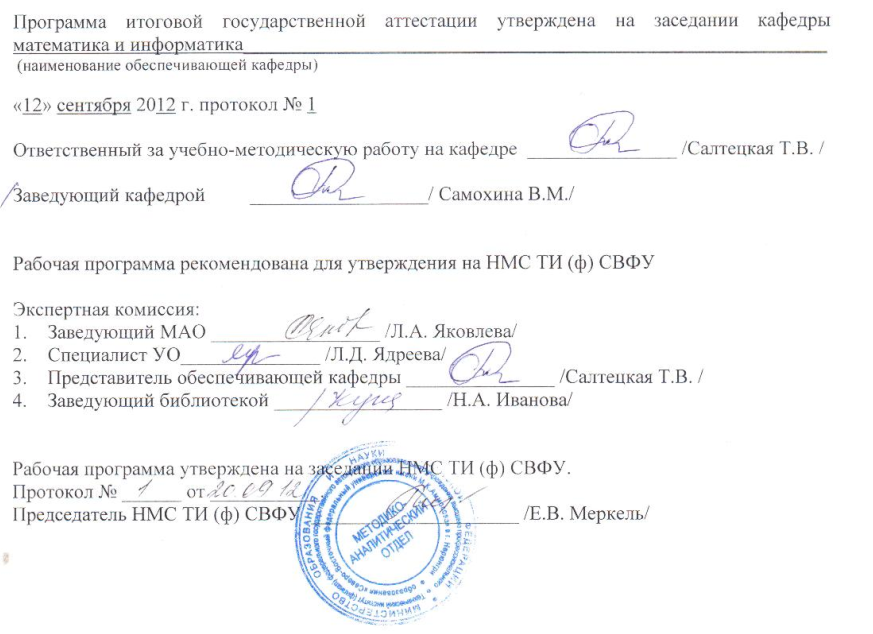 Программа итоговой государственной аттестации утверждена на заседании кафедры
математика и информатика
(наименование обеспечивающей кафедры)
«12» сентября 2012 г. протокол № 1
Ответственный за учебно-методическую работу на кафедре /Салтецкая Т.В. /
Заведующий кафедрой / Самохина В.М./
Рабочая программа рекомендована для утверждения на НМС ТИ (ф) СВФУ
Экспертная комиссия:
1. Заведующий МАО /Л.А. Яковлева/
2. Специалист УО /Л.Д. Ядреева/
3. Представитель обеспечивающей кафедры /Салтецкая Т.В. /
4. Заведующий библиотекой /Н.А. Иванова/
Рабочая программа утверждена на заседании НМС ТИ (ф) СВФУ.
Протокол № 1 от 20.09.12
Председатель НМС ТИ (ф) СВФУ /Е.В. Меркель/
МЕТОДИКО-
АНАЛИТИЧЕСКИЙ
ОТДЕЛ
МИНИСТЕРСТВО ОБРАЗОВАНИЯ И НАУКИ